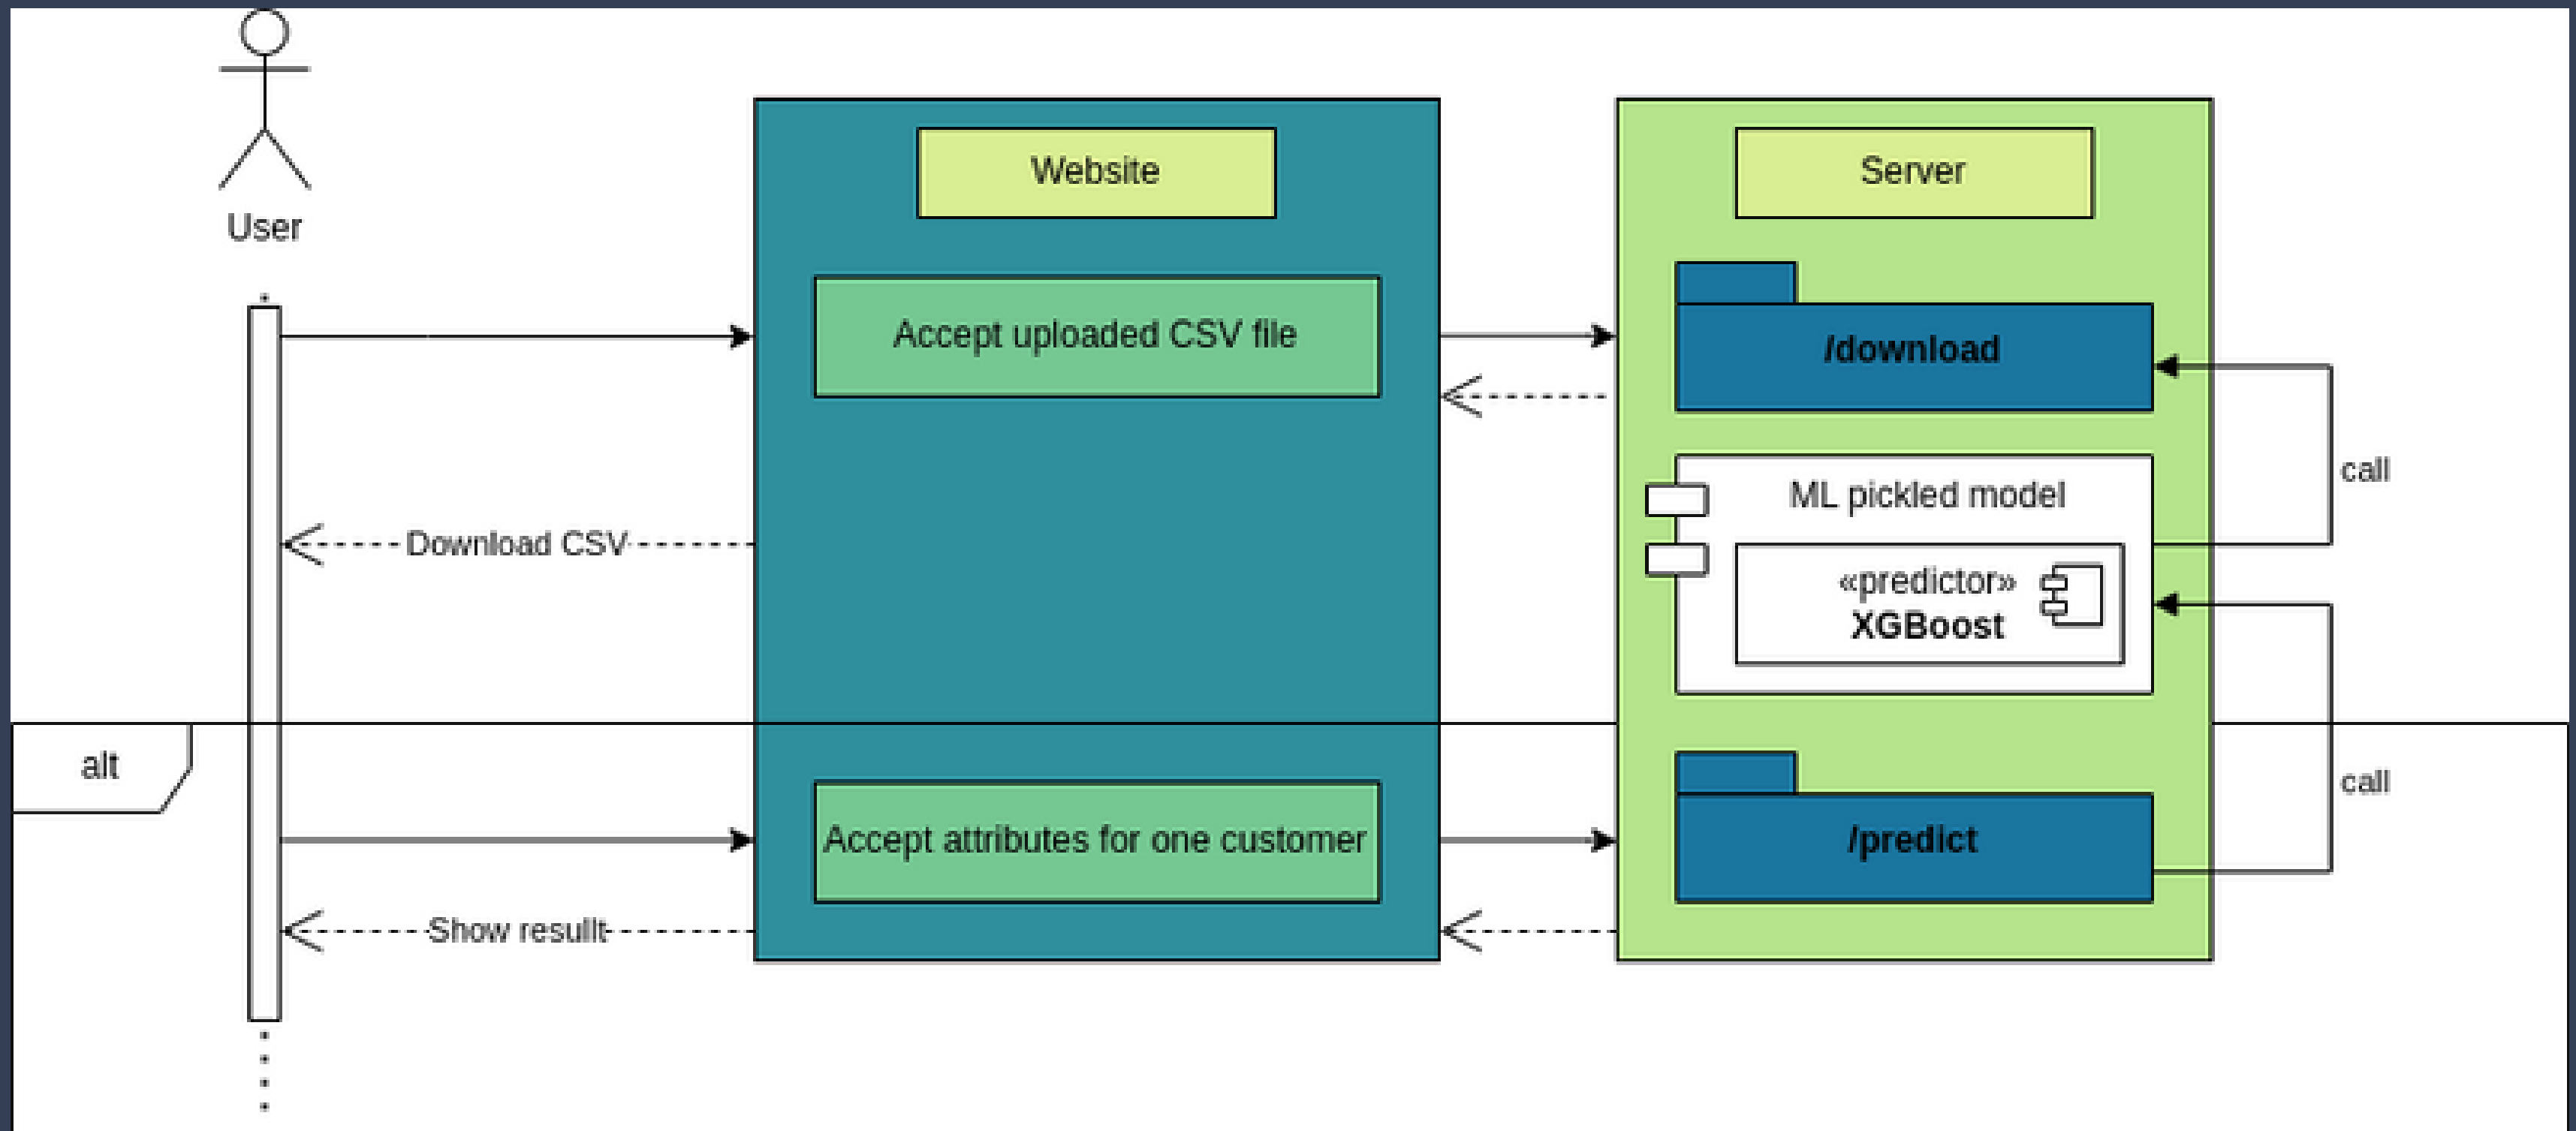 User
Website
Server
Accept uploaded CSV file
/download
call
Download CSV
ML pickled model
«predictor»
XGBoost
alt
call
Accept attributes for one customer
/predict
Show resullt